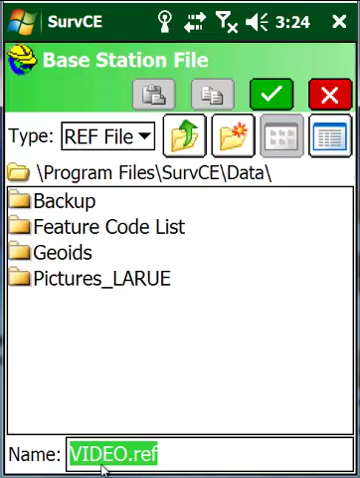 SurvCE 3:24
Base Station File
Type: REF File
\Program Files\SurvCE\Data\
Backup
Feature Code List
Geoids
Pictures_LARUE
Name: VIDEO.ref